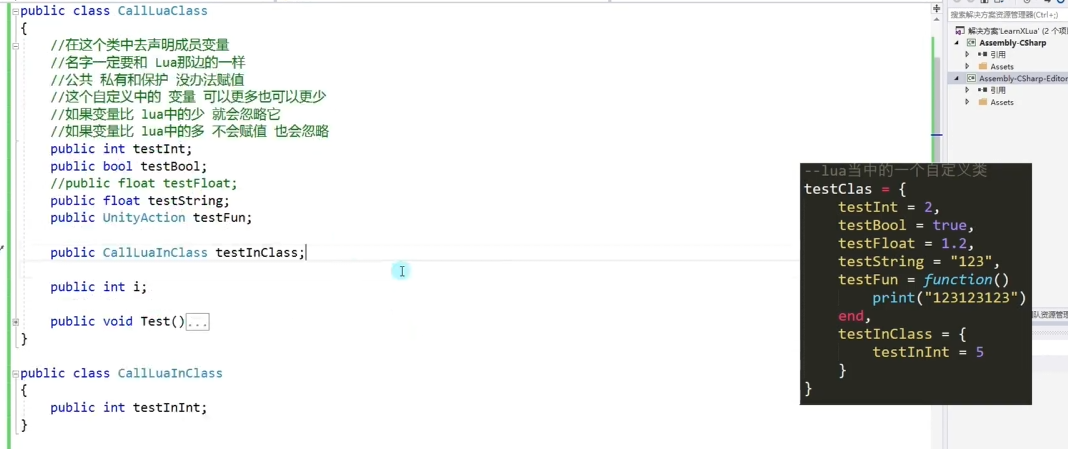 public class CallLuaClass
{
//在这个类中去声明成员变量
//名字一定要和 Lua那边的一样
//公共 私有和保护 没办法赋值
//这个自定义中的 变量 可以更多也可以更少
//如果变量比 lua中的少 就会忽略它
//如果变量比 lua中的多 不会赋值 也会忽略
public int testInt;
public bool testBool;
//public float testFloat;
public float testString;
public UnityAction testFun;
public CallLuaInClass testInClass;
public int i;
public void Test()...
}
public class CallLuaInClass
{
public int testInInt;
}
--lua当中的一个自定义类
testClas = {
testInt = 2,
testBool = true,
testFloat = 1.2,
testString = "123",
testFun = function()
print("123123123")
end,
testInClass = {
testInInt = 5
}
}
搜索解决方案资源管理器(Ctrl+;)
解决方案'LearnXLua' (2 个项
Assembly-CSharp
引用
Assets
Assembly-CSharp-Editor
引用
Assets
队资源管理